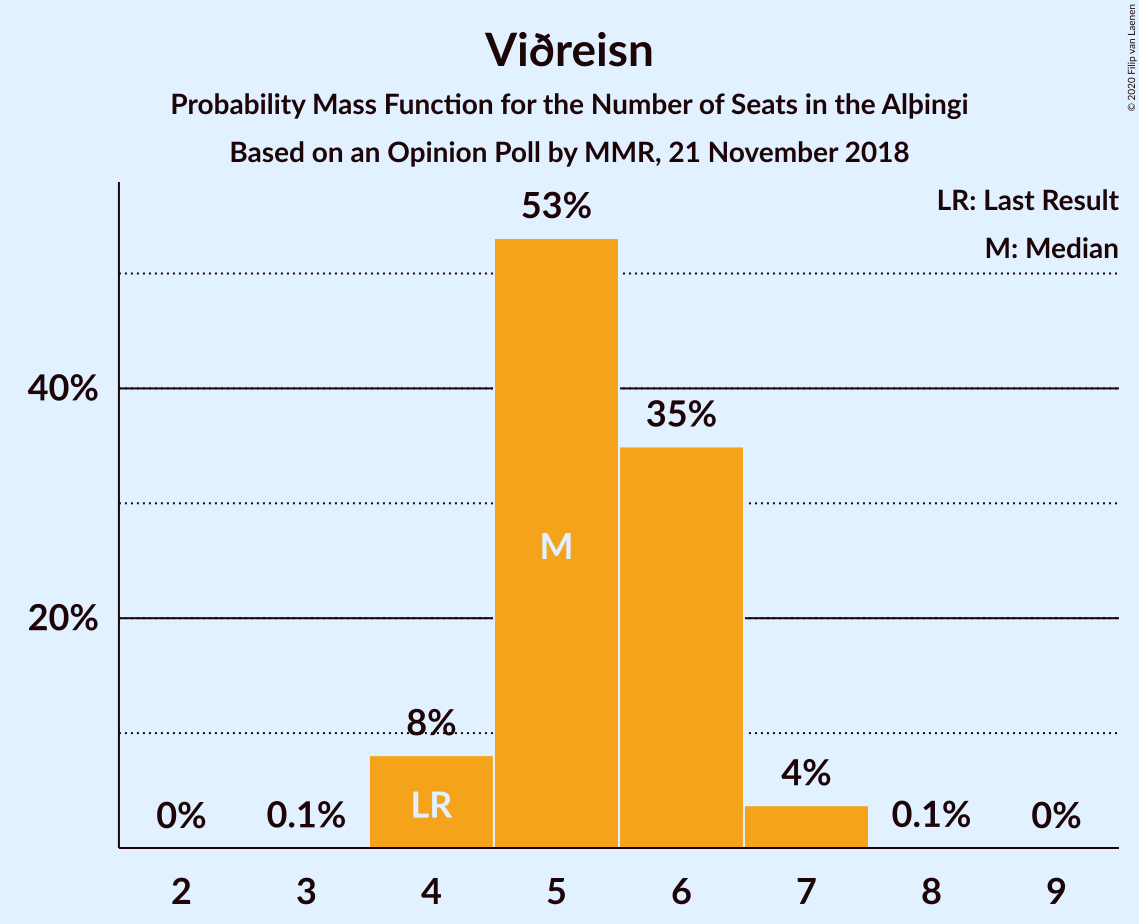 Viðreisn
Probability Mass Function for the Number of Seats in the Alþingi
Based on an Opinion Poll by MMR, 21 November 2018
© 2020 Filip van Laenen
LR: Last Result
M: Median
53%
40%
35%
M
20%
8%
LR
4%
0%
0.1%
0.1%
0%
2 3 4 5 6 7 8 9